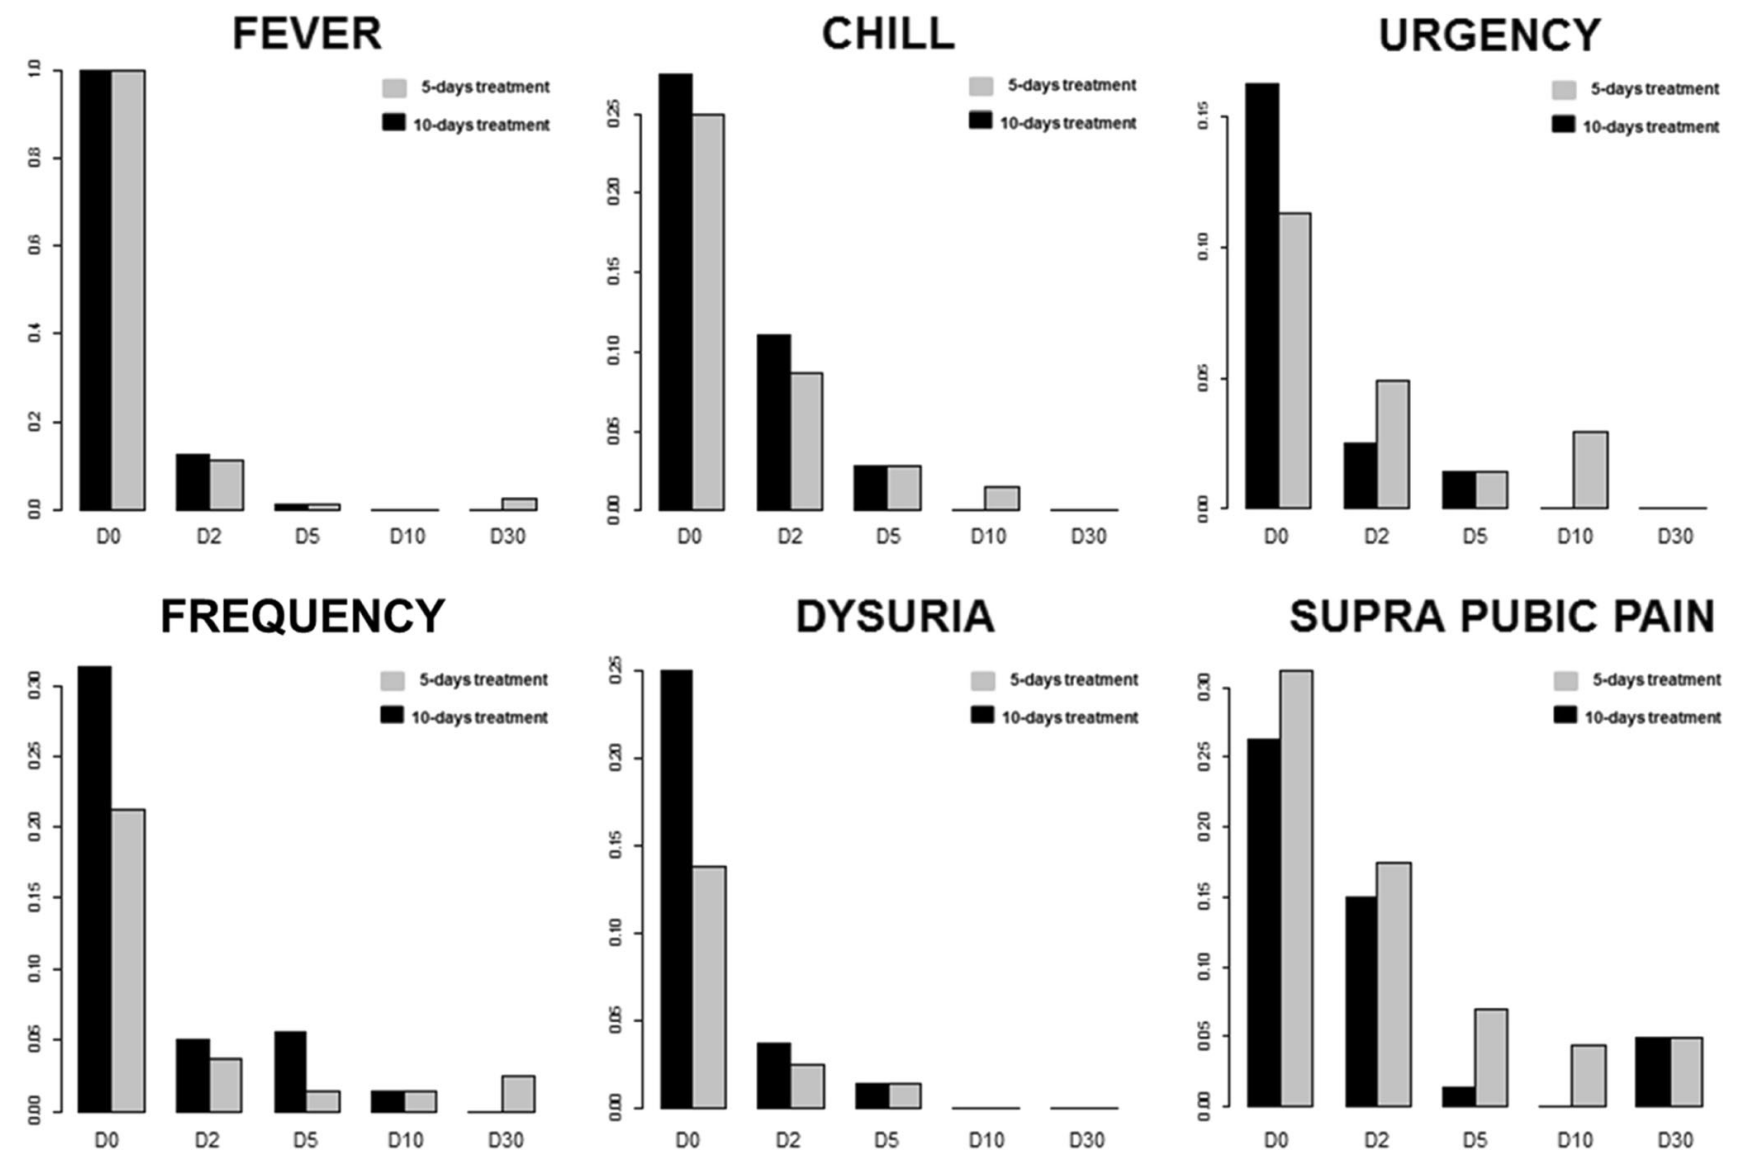 FEVER
5-days treatment
10-days treatment
1.0
0.8
0.6
0.4
0.2
0.0
D0 D2 D5 D10 D30
CHILL
5-days treatment
10-days treatment
0.25
0.20
0.15
0.10
0.05
0.00
D0 D2 D5 D10 D30
URGENCY
5-days treatment
10-days treatment
0.15
0.10
0.05
0.00
D0 D2 D5 D10 D30
FREQUENCY
5-days treatment
10-days treatment
0.30
0.25
0.20
0.15
0.10
0.05
0.00
D0 D2 D5 D10 D30
DYSURIA
5-days treatment
10-days treatment
0.25
0.20
0.15
0.10
0.05
0.00
D0 D2 D5 D10 D30
SUPRA PUBIC PAIN
5-days treatment
10-days treatment
0.30
0.25
0.20
0.15
0.10
0.05
0.00
D0 D2 D5 D10 D30